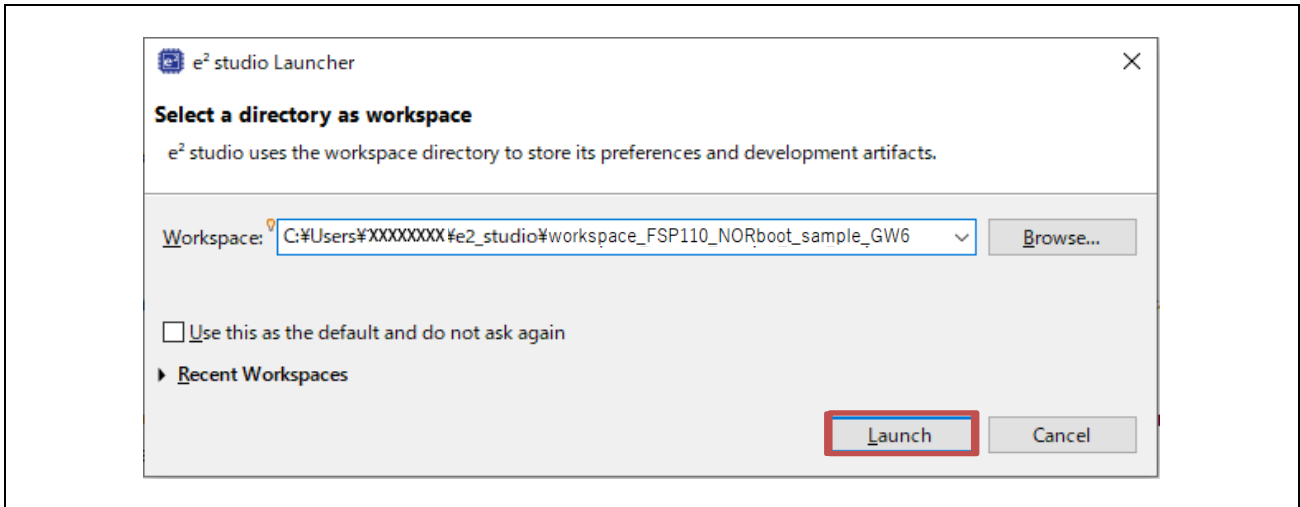 e² studio Launcher
Select a directory as workspace
e² studio uses the workspace directory to store its preferences and development artifacts.
Workspace: C:¥Users¥XXXXXXXX¥e2_studio¥workspace_FSP110_NORboot_sample_GW6 Browse...
Use this as the default and do not ask again
Recent Workspaces
Launch Cancel